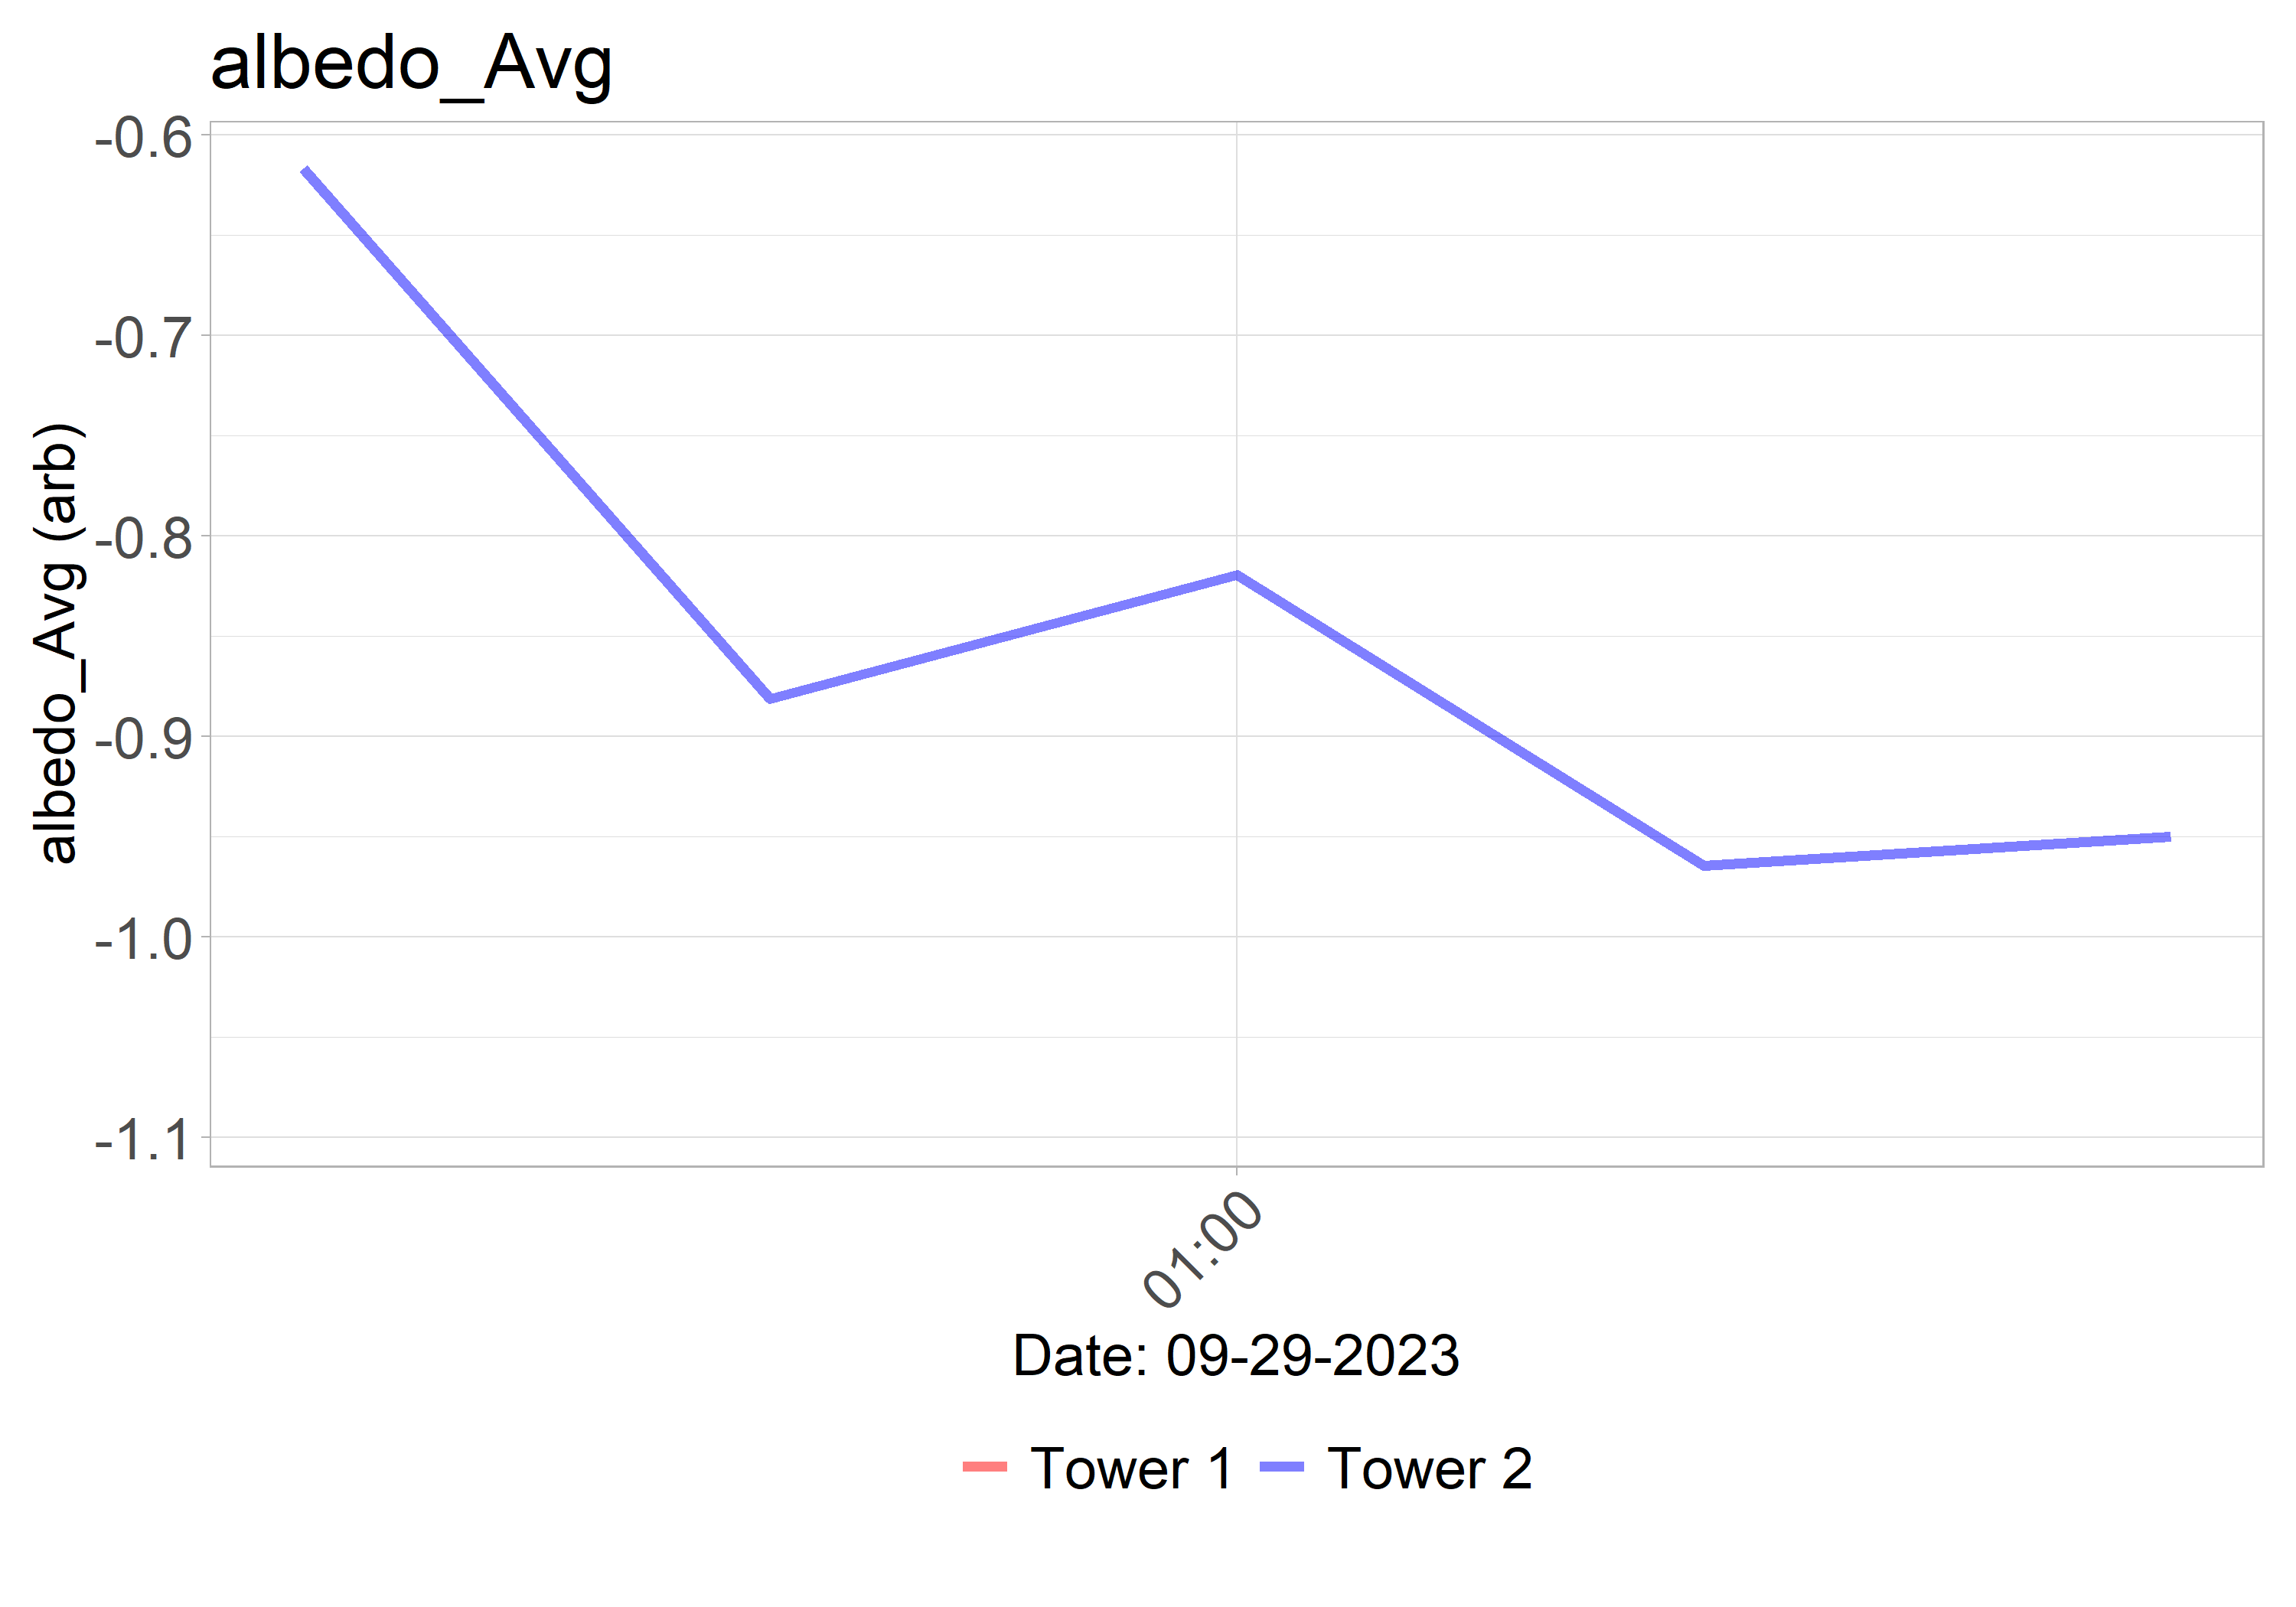 albedo_Avg
albedo_Avg (arb)
-0.6
-0.7
-0.8
-0.9
-1.0
-1.1
01:00
Date: 09-29-2023
Tower 1 Tower 2